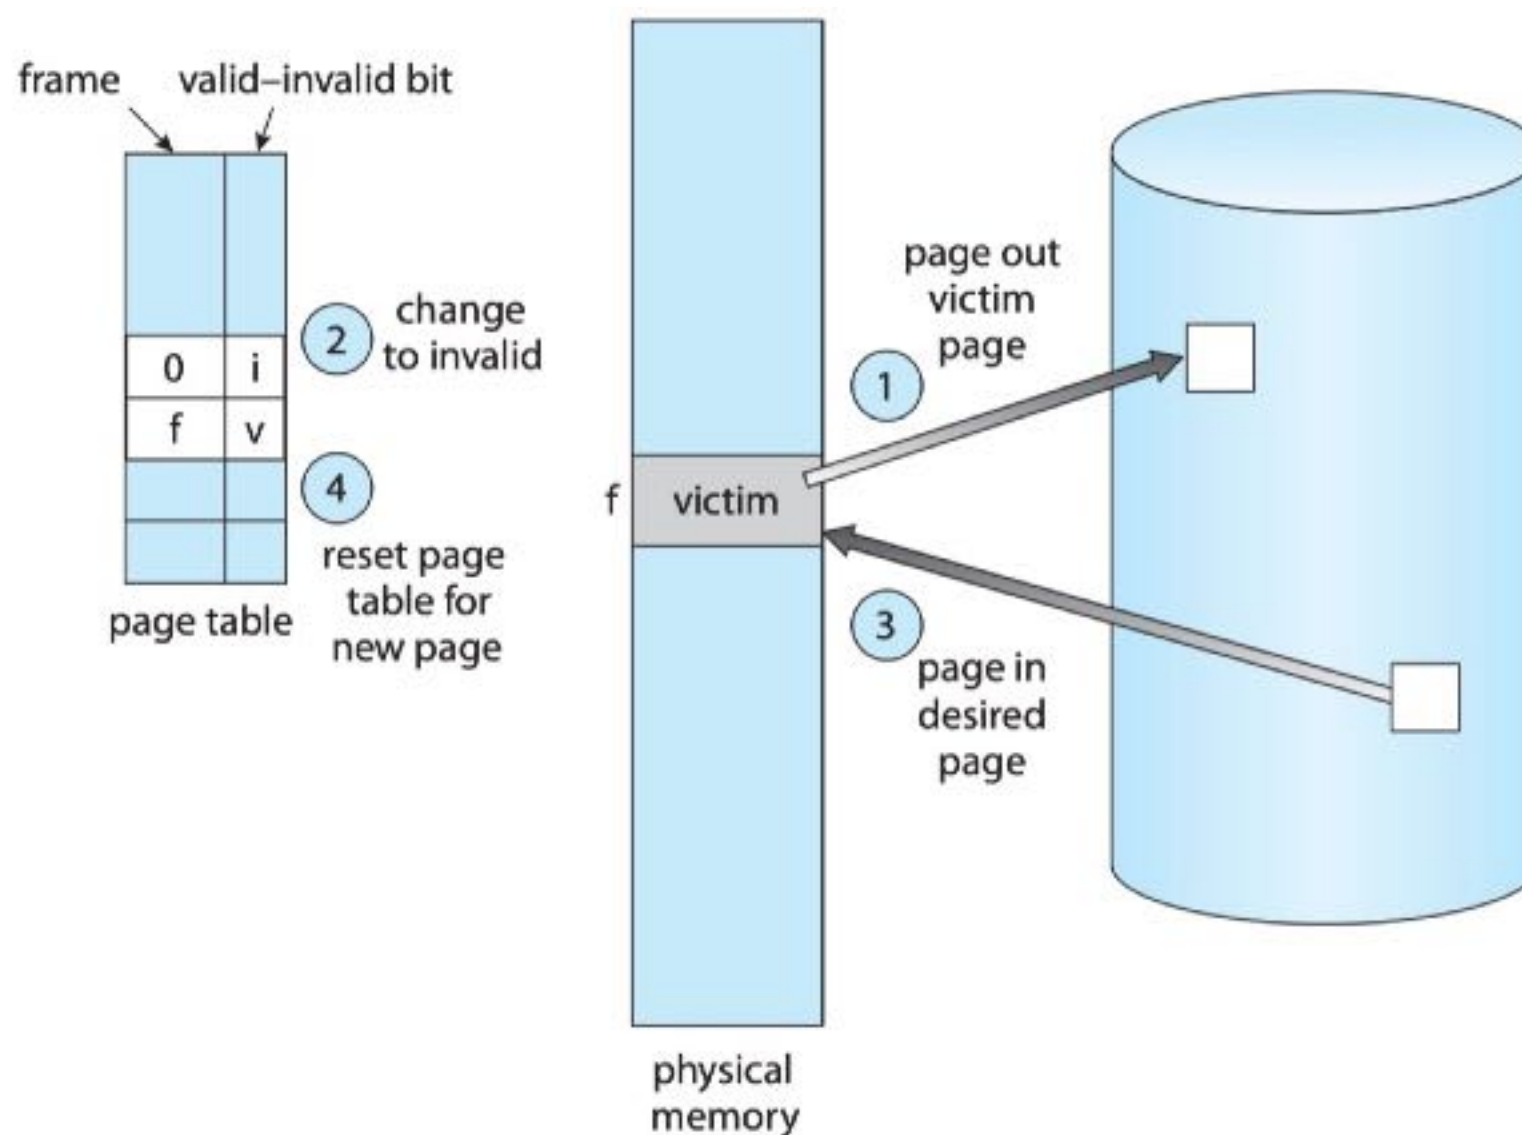 frame
valid–invalid bit
0 i
f v
2
change
to invalid
4
reset page
table for
new page
page table
f
victim
physical
memory
page out
victim
page
1
3
page in
desired
page